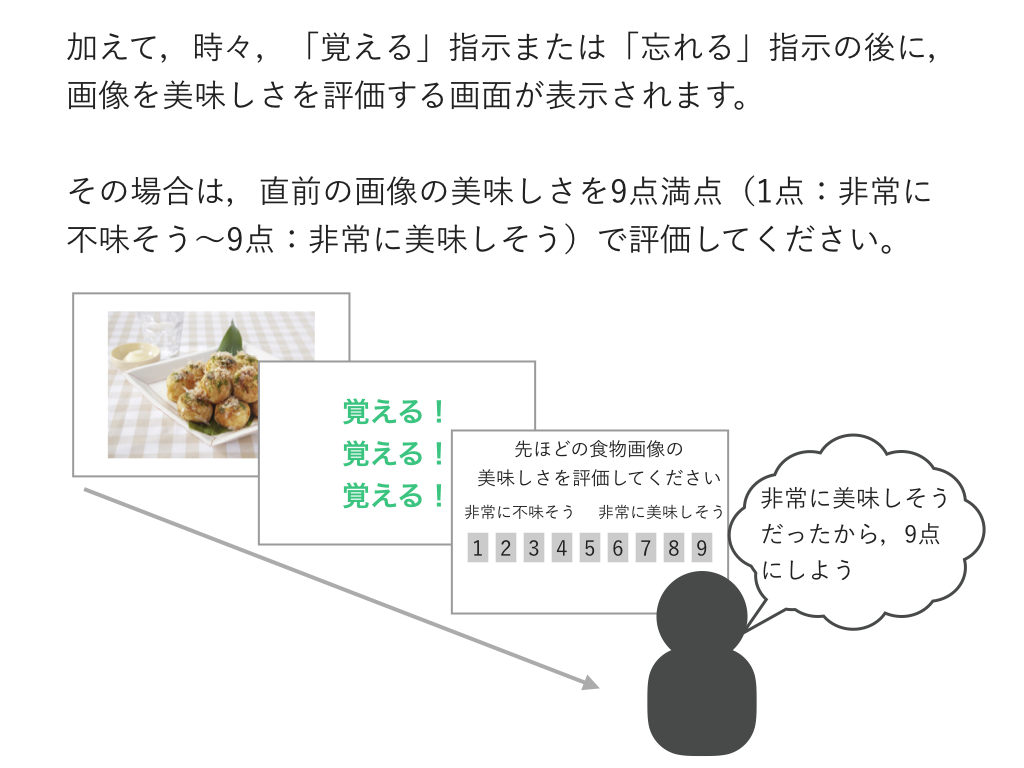 加えて，時々，「覚える」指示または「忘れる」指示の後に，
画像を美味しさを評価する画面が表示されます。
その場合は，直前の画像の美味しさを9点満点（1点：非常に
不味そう〜9点：非常に美味しそう）で評価してください。
覚える！
覚える！
覚える！
先ほどの食物画像の
美味しさを評価してください
非常に不味そう 非常に美味しそう
1 2 3 4 5 6 7 8 9
非常に美味しそう
だったから，9点
にしよう